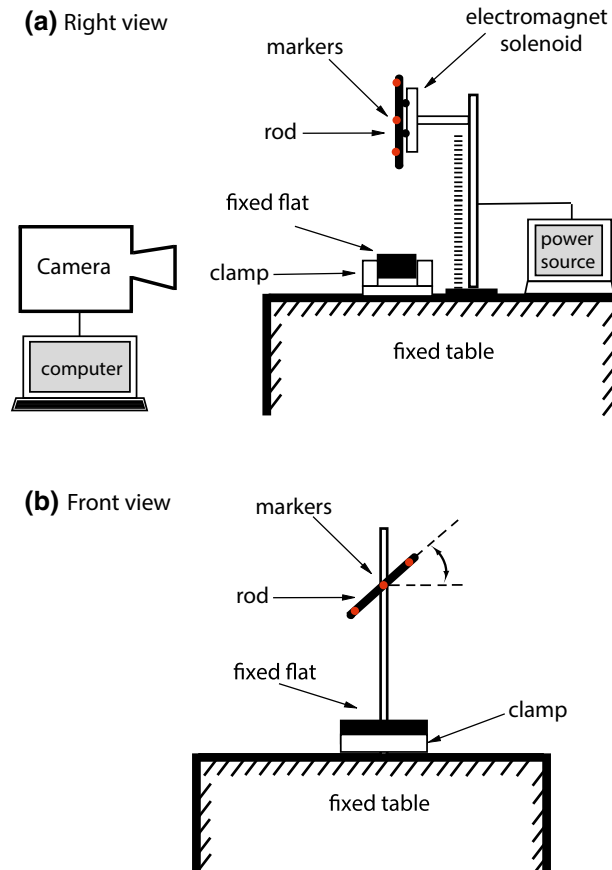 (a) Right view
electromagnet
solenoid
markers
rod
fixed flat
clamp
Camera
power
source
computer
fixed table
(b) Front view
markers
rod
fixed flat
clamp
fixed table